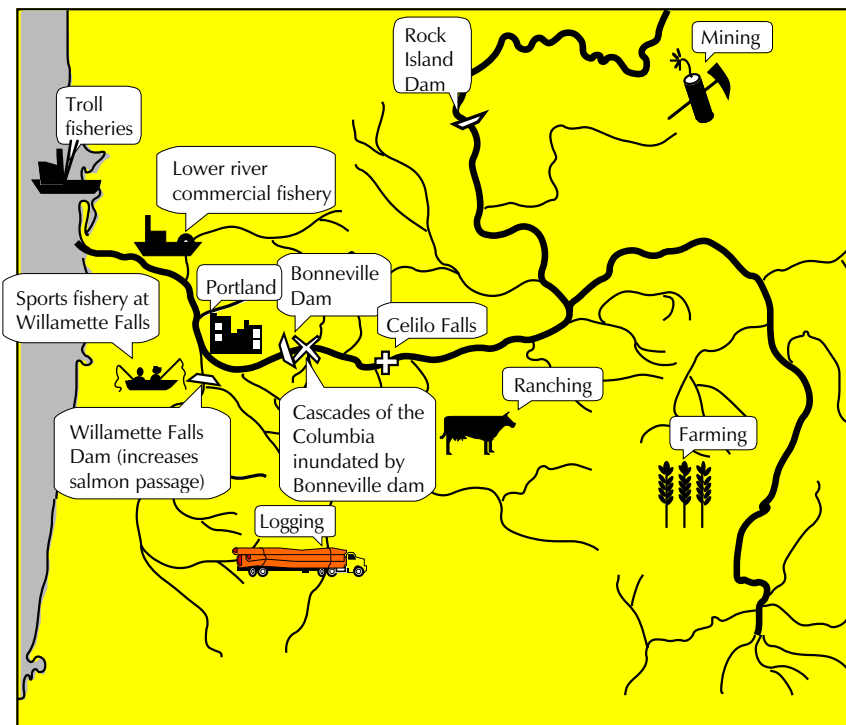 Rock
Island
Dam
Mining
Troll
fisheries
Lower river
commercial fishery
Bonneville
Dam
Portland
Sports fishery at
Willamette Falls
Celilo Falls
Ranching
Willamette Falls
Dam (increases
salmon passage)
Cascades of the
Columbia
inundated by
Bonneville dam
Farming
Logging